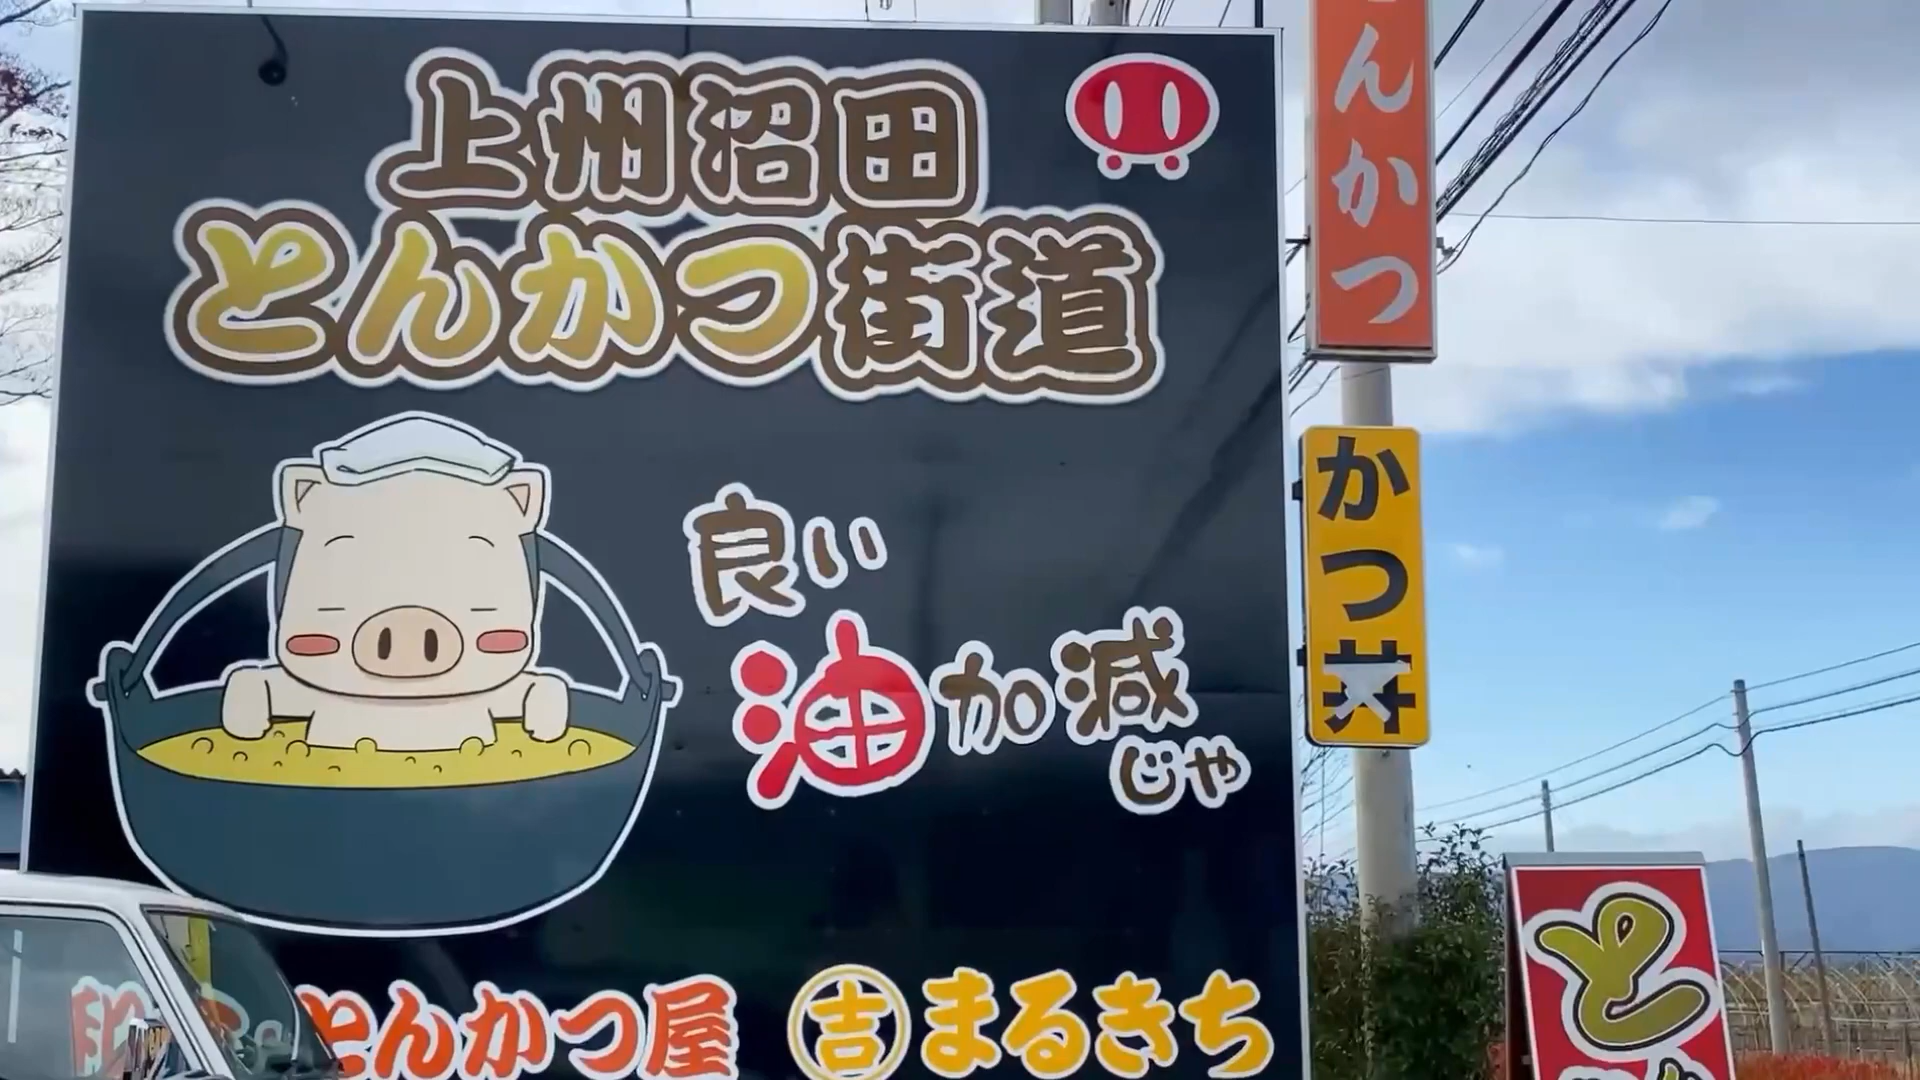 上州沼田
とんかつ街道
良い
油加減
じゃ
とんかつ屋 吉 まるきち
んかつ
かつ丼
と